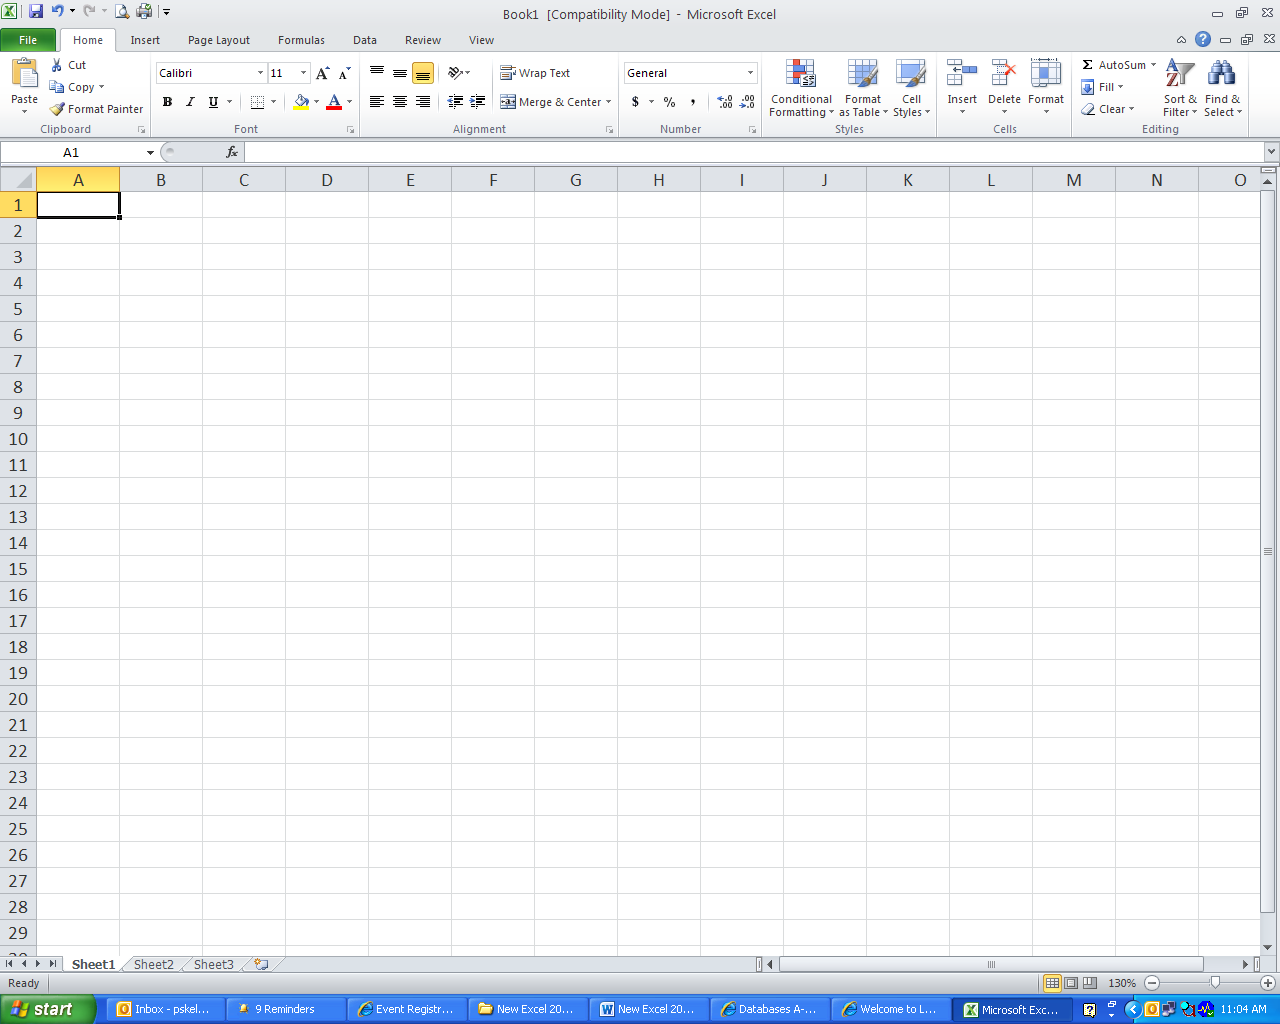 Book1 [Compatibility Mode] - Microsoft Excel
File Home Insert Page Layout Formulas Data Review View
Paste
Cut
Copy
Format Painter
Clipboard
Calibri 11
B I U
Font
Wrap Text
Merge & Center
Alignment
General
$ % ,
Number
Conditional Formatting
Format as Table
Cell Styles
Styles
Insert Delete Format
Cells
Σ AutoSum
Fill
Clear
Sort & Filter
Find & Select
Editing
A1 fx
A B C D E F G H I J K L M N O
1
2
3
4
5
6
7
8
9
10
11
12
13
14
15
16
17
18
19
20
21
22
23
24
25
26
27
28
29
Sheet1 Sheet2 Sheet3
Ready 130%
start Inbox - pskel... 9 Reminders Event Registr... New Excel 20... New Excel 20... Databases A-... Welcome to L... Microsoft Exc... 11:04 AM